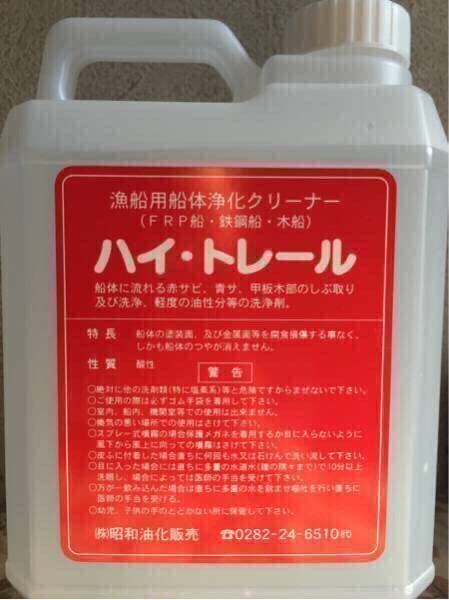 漁船用船体浄化クリーナー
（FRP船・鉄鋼船・木船）
ハイ・トレール
船体に流れる赤サビ、青サ、甲板木部のしぶ取り
及び洗浄、軽度の油性分等の洗浄剤。
特長 船体の塗装面、及び金属面等を腐食損傷する事なく、
しかも船体のつやが消えません。
性質 酸性
警告
○絶対に他の洗剤類(特に塩素系)等と危険ですからまぜないで下さい。
○ご使用の際は必ずゴム手袋を着用して下さい。
○室内、船内、機関室等での使用は出来ません。
○換気の悪い場所での使用はさけて下さい。
○スプレー式噴霧の場合保護メガネを着用するか目に入らないように
風下から風上に向っての噴霧はさけて下さい。
○皮ふに付着した場合は直ちに何回も水又は石けんで洗い流して下さい。
○目に入った場合には直ちに多量の水道水(瞳の隅々まで)で10分以上
洗眼し、場合によっては医師の手当を受けて下さい。
○万が一飲み込んだ場合は直ちに多量の水を飲ませ嘔吐を行い直ちに
医師の手当を受ける。
○幼児、子供の手のとどかない所に保管して下さい。
㈱昭和油化販売 ☎0282-24-6510㈹